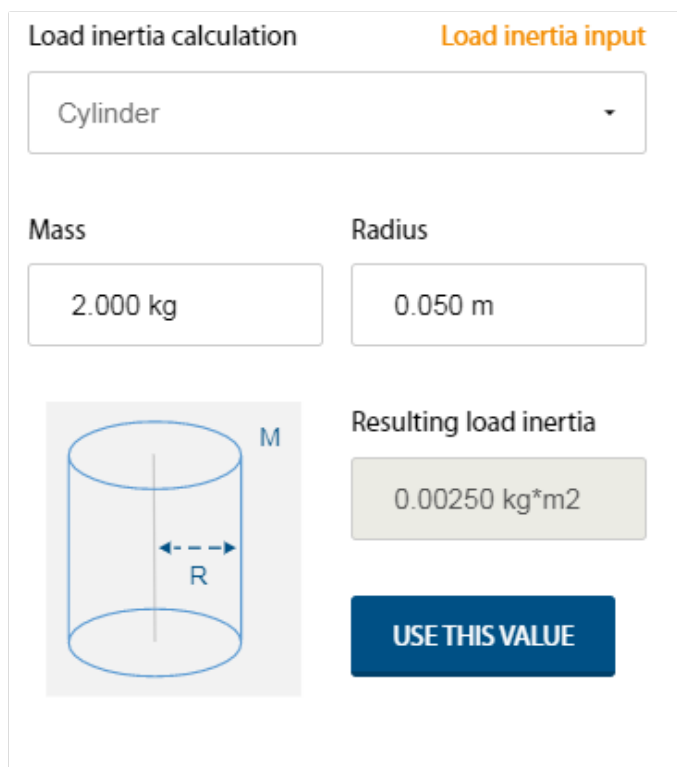 Load inertia calculation Load inertia input
Cylinder
Mass Radius
2.000 kg 0.050 m
M
R
Resulting load inertia
0.00250 kg*m2
USE THIS VALUE